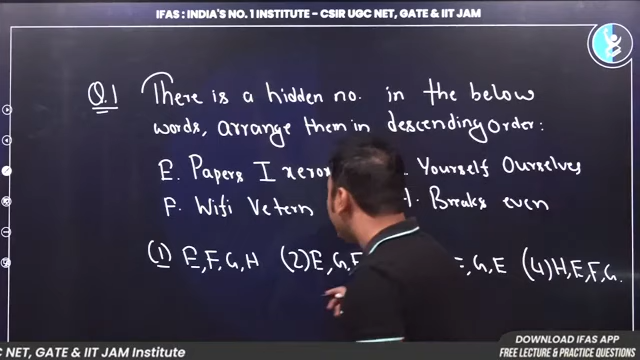 IFAS : INDIA'S NO. 1 INSTITUTE - CSIR UGC NET, GATE & IIT JAM
Q.1 There is a hidden no. in the below
words, arrange them in descending order:
E. Papers I xerox . Yourself Ourselves
F. Wifi Vetern H. Breaks even
(1) E,F,G,H (2) E,G,F ,G,E (4) H,E,F,G.
C NET, GATE & IIT JAM Institute
DOWNLOAD IFAS APP
FREE LECTURE & PRACTICE QUESTIONS